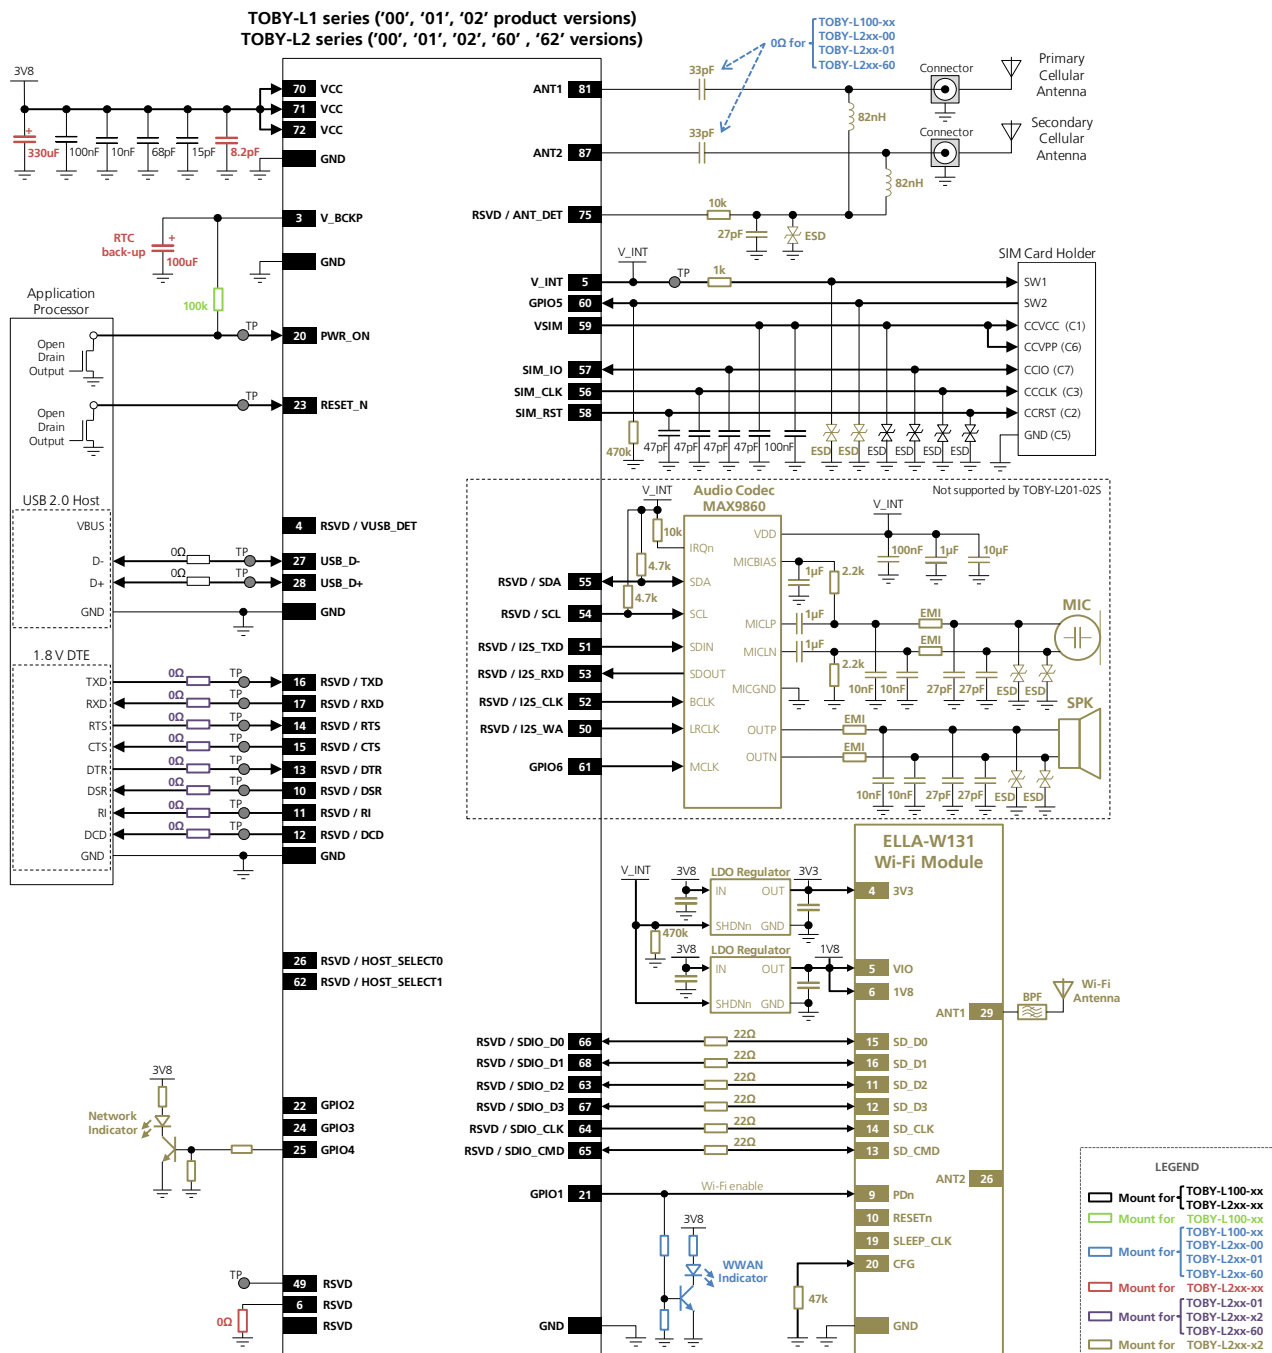 TOBY-L1 series ('00', '01', '02' product versions)
TOBY-L2 series ('00', '01', '02', '60' , '62' versions)
3V8
330uF
100nF
10nF
68pF
15pF
8.2pF
70 VCC
71 VCC
72 VCC
GND
3 V_BCKP
RTC
back-up
100uF
GND
100k
Application
Processor
Open
Drain
Output
TP
20 PWR_ON
Open
Drain
Output
TP
23 RESET_N
USB 2.0 Host
VBUS
4 RSVD / VUSB_DET
D- 0Ω TP 27 USB_D-
D+ 0Ω TP 28 USB_D+
GND GND
1.8 V DTE
TXD 0Ω TP 16 RSVD / TXD
RXD 0Ω TP 17 RSVD / RXD
RTS 0Ω TP 14 RSVD / RTS
CTS 0Ω TP 15 RSVD / CTS
DTR 0Ω TP 13 RSVD / DTR
DSR 0Ω TP 10 RSVD / DSR
RI 0Ω TP 11 RSVD / RI
DCD 0Ω TP 12 RSVD / DCD
GND GND
26 RSVD / HOST_SELECT0
62 RSVD / HOST_SELECT1
3V8
Network
Indicator
22 GPIO2
24 GPIO3
25 GPIO4
TP 49 RSVD
0Ω 6 RSVD
RSVD
0Ω for
TOBY-L100-xx
TOBY-L2xx-00
TOBY-L2xx-01
TOBY-L2xx-60
ANT1 81
33pF
Connector
Primary
Cellular
Antenna
82nH
ANT2 87
33pF
Connector
Secondary
Cellular
Antenna
82nH
RSVD / ANT_DET 75
10k
27pF
ESD
V_INT
V_INT 5
TP
1k
GPIO5 60
VSIM 59
SIM_IO 57
SIM_CLK 56
SIM_RST 58
470k
47pF
47pF
47pF
47pF
100nF
ESD
ESD
ESD
ESD
ESD
ESD
SIM Card Holder
SW1
SW2
CCVCC (C1)
CCVPP (C6)
CCIO (C7)
CCCLK (C3)
CCRST (C2)
GND (C5)
Not supported by TOBY-L201-02S
V_INT
Audio Codec
MAX9860
10k
4.7k
4.7k
RSVD / SDA 55
RSVD / SCL 54
RSVD / I2S_TXD 51
RSVD / I2S_RXD 53
RSVD / I2S_CLK 52
RSVD / I2S_WA 50
GPIO6 61
IRQn
SDA
SCL
SDIN
SDOUT
BCLK
LRCLK
MCLK
VDD
MICBIAS
MICLP
MICLN
MICGND
OUTP
OUTN
V_INT
100nF
1µF
10µF
1µF
2.2k
1µF
1µF
2.2k
EMI
EMI
10nF
10nF
27pF
27pF
ESD
ESD
MIC
EMI
EMI
10nF
10nF
27pF
27pF
ESD
ESD
SPK
ELLA-W131
Wi-Fi Module
V_INT
3V8
LDO Regulator
3V3
IN OUT
SHDNn GND
470k
3V8
LDO Regulator
1V8
IN OUT
SHDNn GND
4 3V3
5 VIO
6 1V8
ANT1 29
BPF
Wi-Fi
Antenna
RSVD / SDIO_D0 66 22Ω 15 SD_D0
RSVD / SDIO_D1 68 22Ω 16 SD_D1
RSVD / SDIO_D2 63 22Ω 11 SD_D2
RSVD / SDIO_D3 67 22Ω 12 SD_D3
RSVD / SDIO_CLK 64 22Ω 14 SD_CLK
RSVD / SDIO_CMD 65 22Ω 13 SD_CMD
ANT2 26
GPIO1 21 Wi-Fi enable 9 PDn
10 RESETn
19 SLEEP_CLK
20 CFG
3V8
WWAN
Indicator
47k
GND
GND
LEGEND
Mount for TOBY-L100-xx
TOBY-L2xx-xx
Mount for TOBY-L100-xx
Mount for TOBY-L100-xx
TOBY-L2xx-00
TOBY-L2xx-01
TOBY-L2xx-60
Mount for TOBY-L2xx-xx
Mount for TOBY-L2xx-01
TOBY-L2xx-x2
TOBY-L2xx-60
Mount for TOBY-L2xx-x2